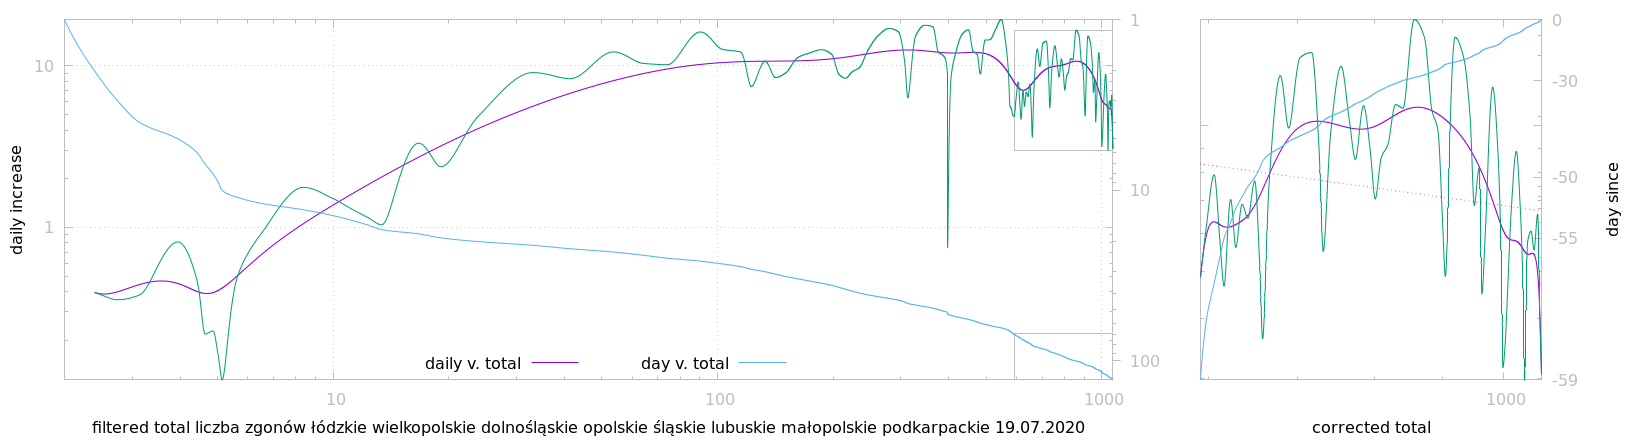 daily increase
10
1
1
10
100
daily v. total
day v. total
10
100
1000
filtered total liczba zgonów łódzkie wielkopolskie dolnośląskie opolskie śląskie lubuskie małopolskie podkarpackie 19.07.2020
0
-30
-50
-55
-59
day since
1000
corrected total